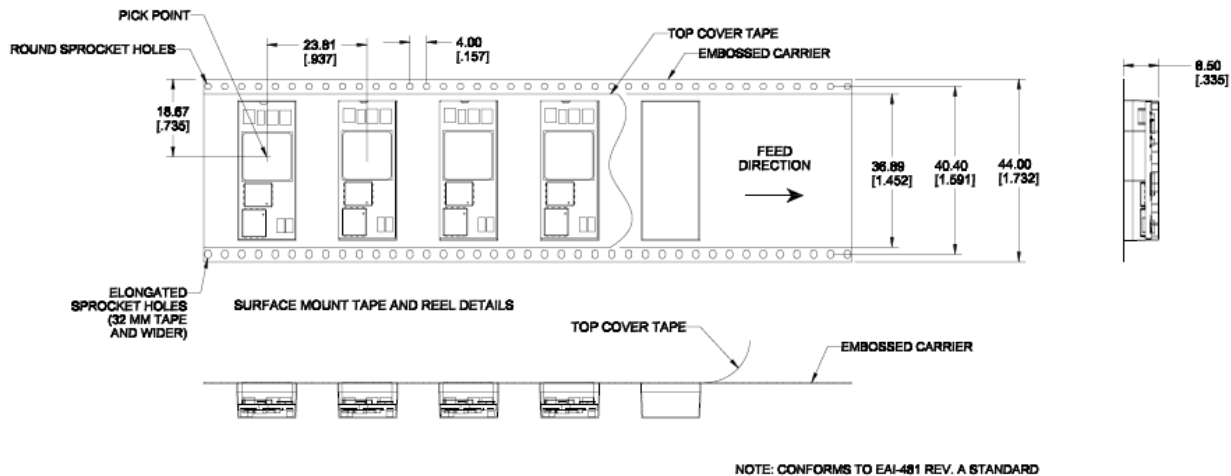 PICK POINT
ROUND SPROCKET HOLES
23.81
[.937]
4.00
[.157]
TOP COVER TAPE
EMBOSSED CARRIER
8.50
[.335]
18.67
[.735]
FEED
DIRECTION
36.89
[1.452]
40.40
[1.591]
44.00
[1.732]
ELONGATED
SPROCKET HOLES
(32 MM TAPE
AND WIDER)
SURFACE MOUNT TAPE AND REEL DETAILS
TOP COVER TAPE
EMBOSSED CARRIER
NOTE: CONFORMS TO EAI-481 REV. A STANDARD